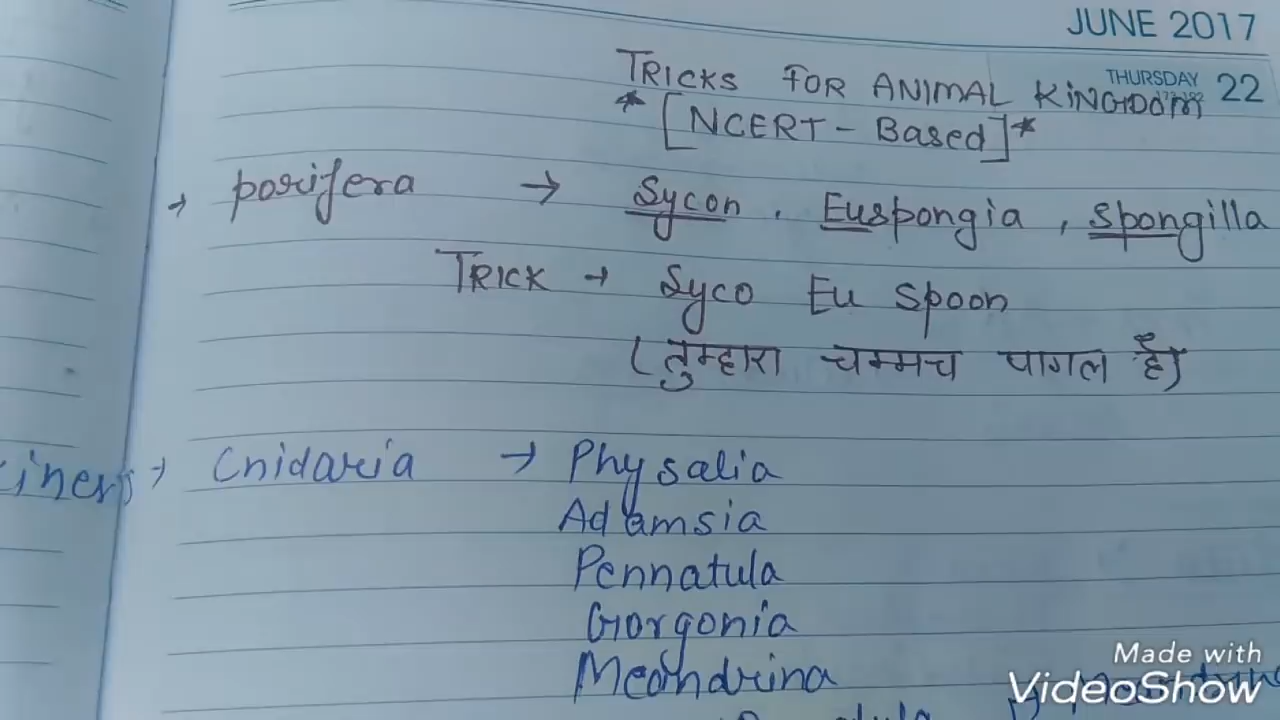 JUNE 2017
THURSDAY 22
TRICKS FOR ANIMAL KINGDOM
*[NCERT - Based]*
→ porifera → Sycon, Euspongia, Spongilla
TRICK → Syco Eu spoon
(तुम्हारा चम्मच पागल है)
→ Cnidaria → Physalia
Adamsia
Pennatula
Gorgonia
Meandrina
Made with
VideoShow